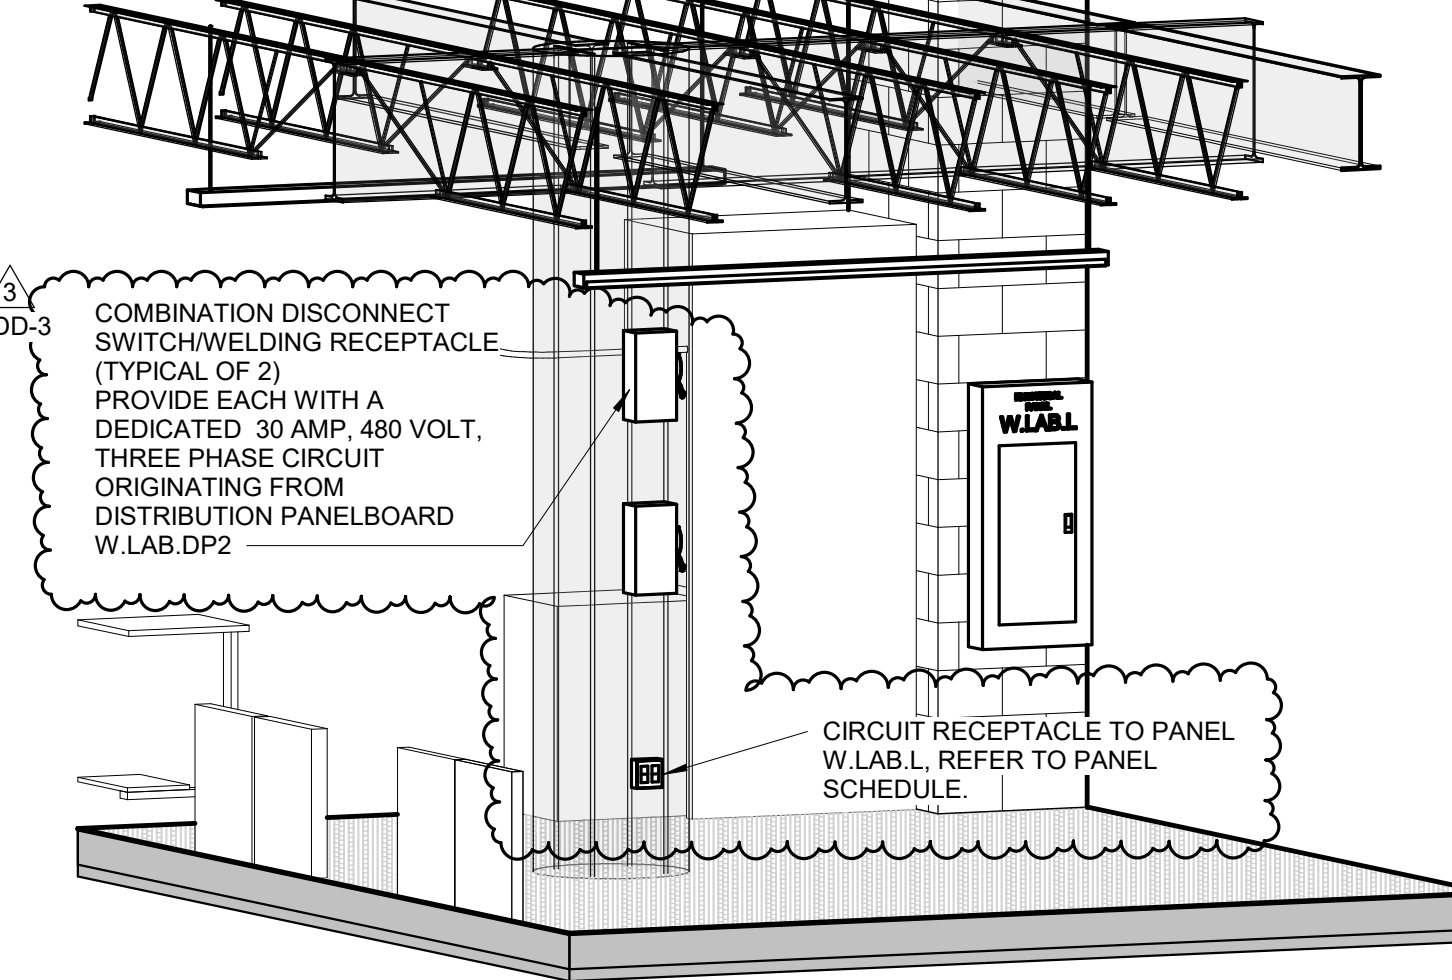 3
DD-3
COMBINATION DISCONNECT
SWITCH/WELDING RECEPTACLE
(TYPICAL OF 2)
PROVIDE EACH WITH A
DEDICATED 30 AMP, 480 VOLT,
THREE PHASE CIRCUIT
ORIGINATING FROM
DISTRIBUTION PANELBOARD
W.LAB.DP2
PANEL
W.LAB.L
CIRCUIT RECEPTACLE TO PANEL
W.LAB.L, REFER TO PANEL
SCHEDULE.